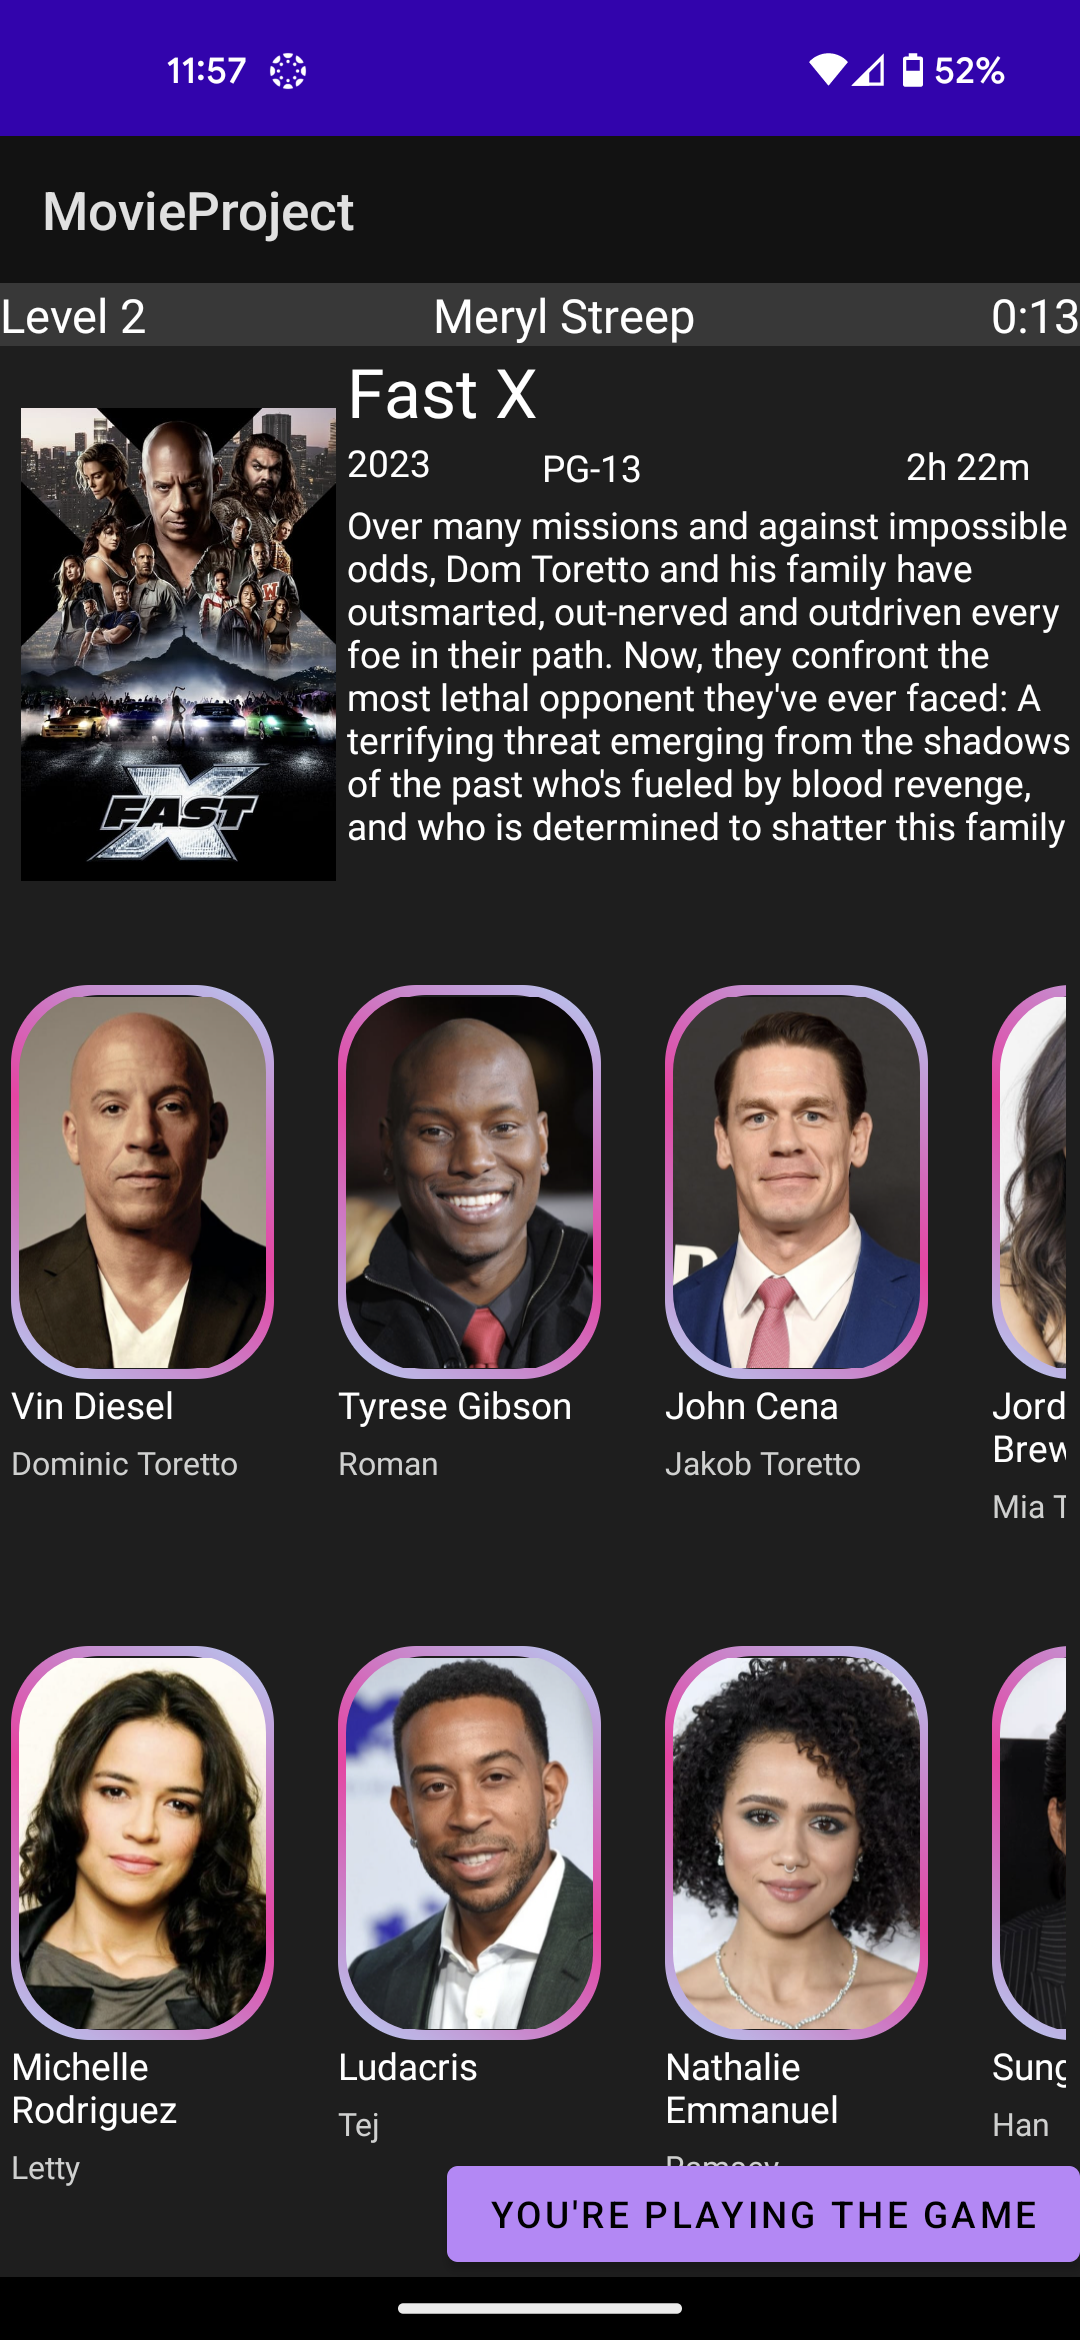 11:57
52%
MovieProject
Level 2
Meryl Streep
0:13
Fast X
2023
PG-13
2h 22m
Over many missions and against impossible
odds, Dom Toretto and his family have
outsmarted, out-nerved and outdriven every
foe in their path. Now, they confront the
most lethal opponent they've ever faced: A
terrifying threat emerging from the shadows
of the past who's fueled by blood revenge,
and who is determined to shatter this family
FAST
X
W
Vin Diesel
Dominic Toretto
Tyrese Gibson
Roman
John Cena
Jakob Toretto
Jord
Brew
Mia T
Michelle
Rodriguez
Letty
Ludacris
Tej
Nathalie
Emmanuel
Sung
Han
YOU'RE PLAYING THE GAME